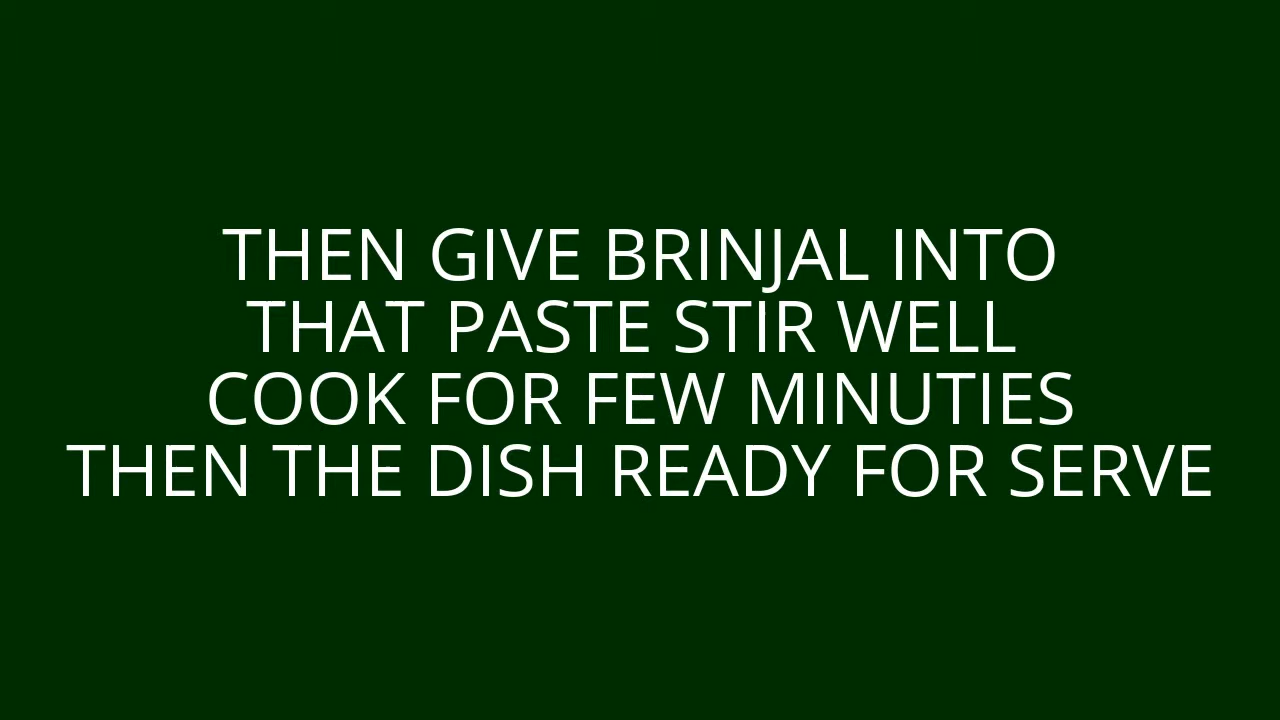 THEN GIVE BRINJAL INTO
THAT PASTE STIR WELL
COOK FOR FEW MINUTIES
THEN THE DISH READY FOR SERVE